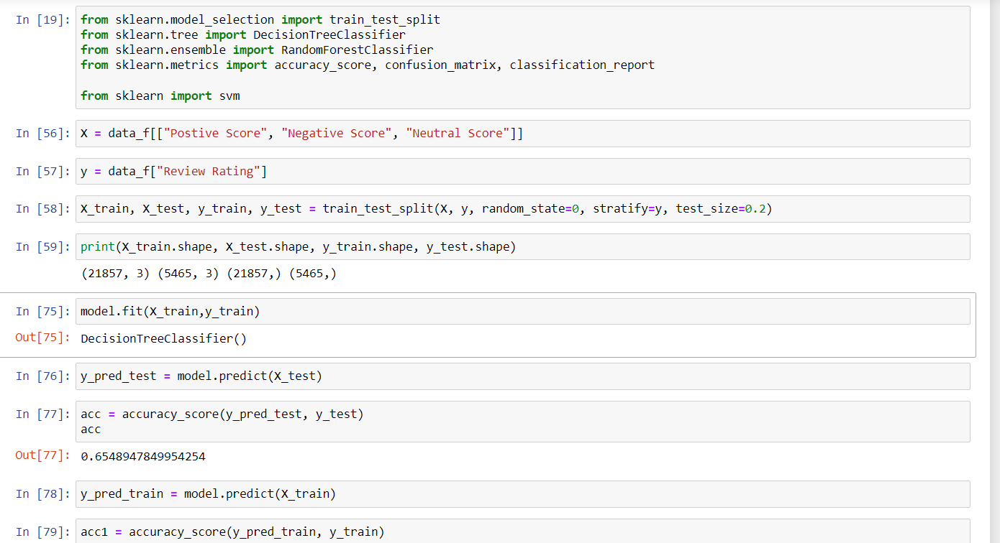 In [19]: from sklearn.model_selection import train_test_split
from sklearn.tree import DecisionTreeClassifier
from sklearn.ensemble import RandomForestClassifier
from sklearn.metrics import accuracy_score, confusion_matrix, classification_report
from sklearn import svm
In [56]: X = data_f[["Postive Score", "Negative Score", "Neutral Score"]]
In [57]: y = data_f["Review Rating"]
In [58]: X_train, X_test, y_train, y_test = train_test_split(X, y, random_state=0, stratify=y, test_size=0.2)
In [59]: print(X_train.shape, X_test.shape, y_train.shape, y_test.shape)
(21857, 3) (5465, 3) (21857,) (5465,)
In [75]: model.fit(X_train,y_train)
Out[75]: DecisionTreeClassifier()
In [76]: y_pred_test = model.predict(X_test)
In [77]: acc = accuracy_score(y_pred_test, y_test)
acc
Out[77]: 0.6548947849954254
In [78]: y_pred_train = model.predict(X_train)
In [79]: acc1 = accuracy_score(y_pred_train, y_train)